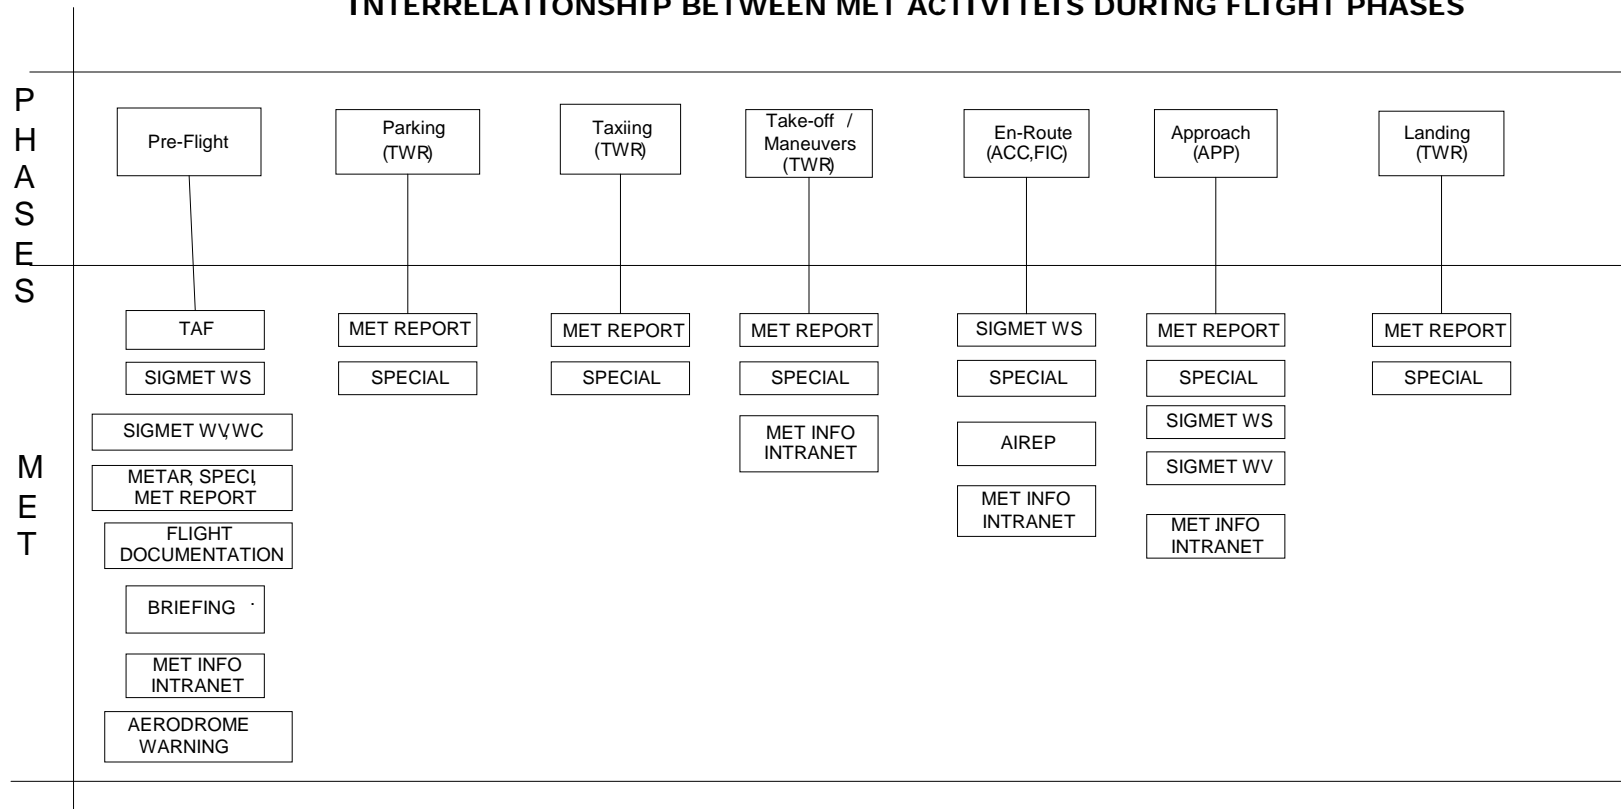 INTERRELATIONSHIP BETWEEN MET ACTIVITEIS DURING FLIGHT PHASES
P
H
A
S
E
S
Pre-Flight
Parking
(TWR)
Taxiing
(TWR)
Take-off /
Maneuvers
(TWR)
En-Route
(ACC,FIC)
Approach
(APP)
Landing
(TWR)
M
E
T
TAF
SIGMET WS
SIGMET WV,WC
METAR, SPECI,
MET REPORT
FLIGHT
DOCUMENTATION
BRIEFING .
MET INFO
INTRANET
AERODROME
WARNING
MET REPORT
SPECIAL
MET REPORT
SPECIAL
MET REPORT
SPECIAL
MET INFO
INTRANET
SIGMET WS
SPECIAL
AIREP
MET INFO
INTRANET
MET REPORT
SPECIAL
SIGMET WS
SIGMET WV
MET .INFO
INTRANET
MET REPORT
SPECIAL